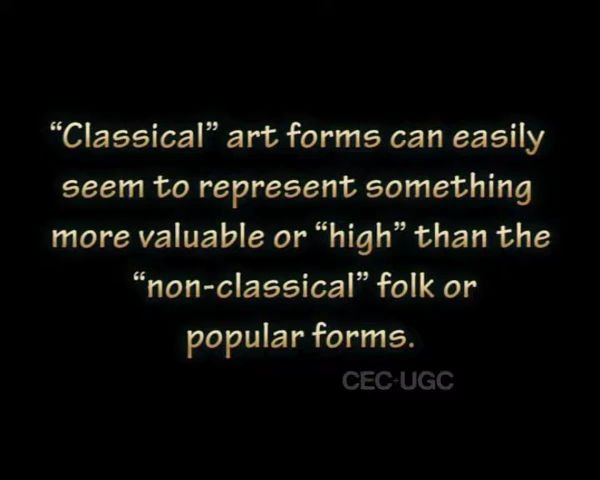 “Classical” art forms can easily
seem to represent something
more valuable or “high” than the
“non-classical” folk or
popular forms.
CEC-UGC